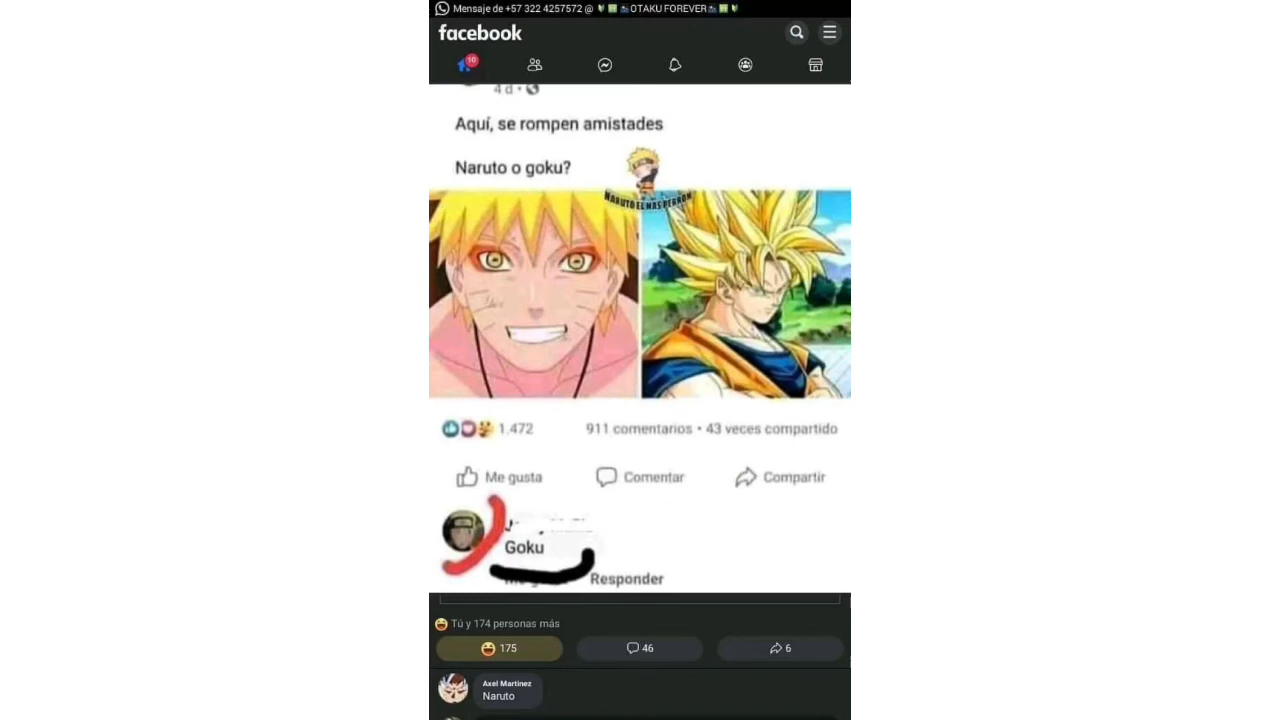 Mensaje de +57 322 4257572 @ OTAKU FOREVER
facebook
10
4 d
Aquí, se rompen amistades
Naruto o goku?
NARUTO EL MAS PERRON
1.472 911 comentarios • 43 veces compartido
Me gusta Comentar Compartir
Goku
Responder
Tú y 174 personas más
175 46 6
Axel Martinez
Naruto